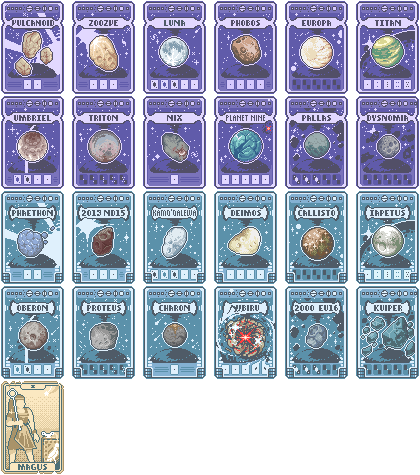 VULCANOID
ZOOZVE
LUNA
PHOBOS
EUROPA
TITAN
UMBRIEL
TRITON
NIX
PLANET NINE
PALLAS
DYSNOMIA
PHAETHON
2013 ND15
KAMO'OALEWA
DEIMOS
CALLISTO
IAPETUS
OBERON
PROTEUS
CHARON
NYBIRU
2000 EU16
KUIPER
X
MAGUS